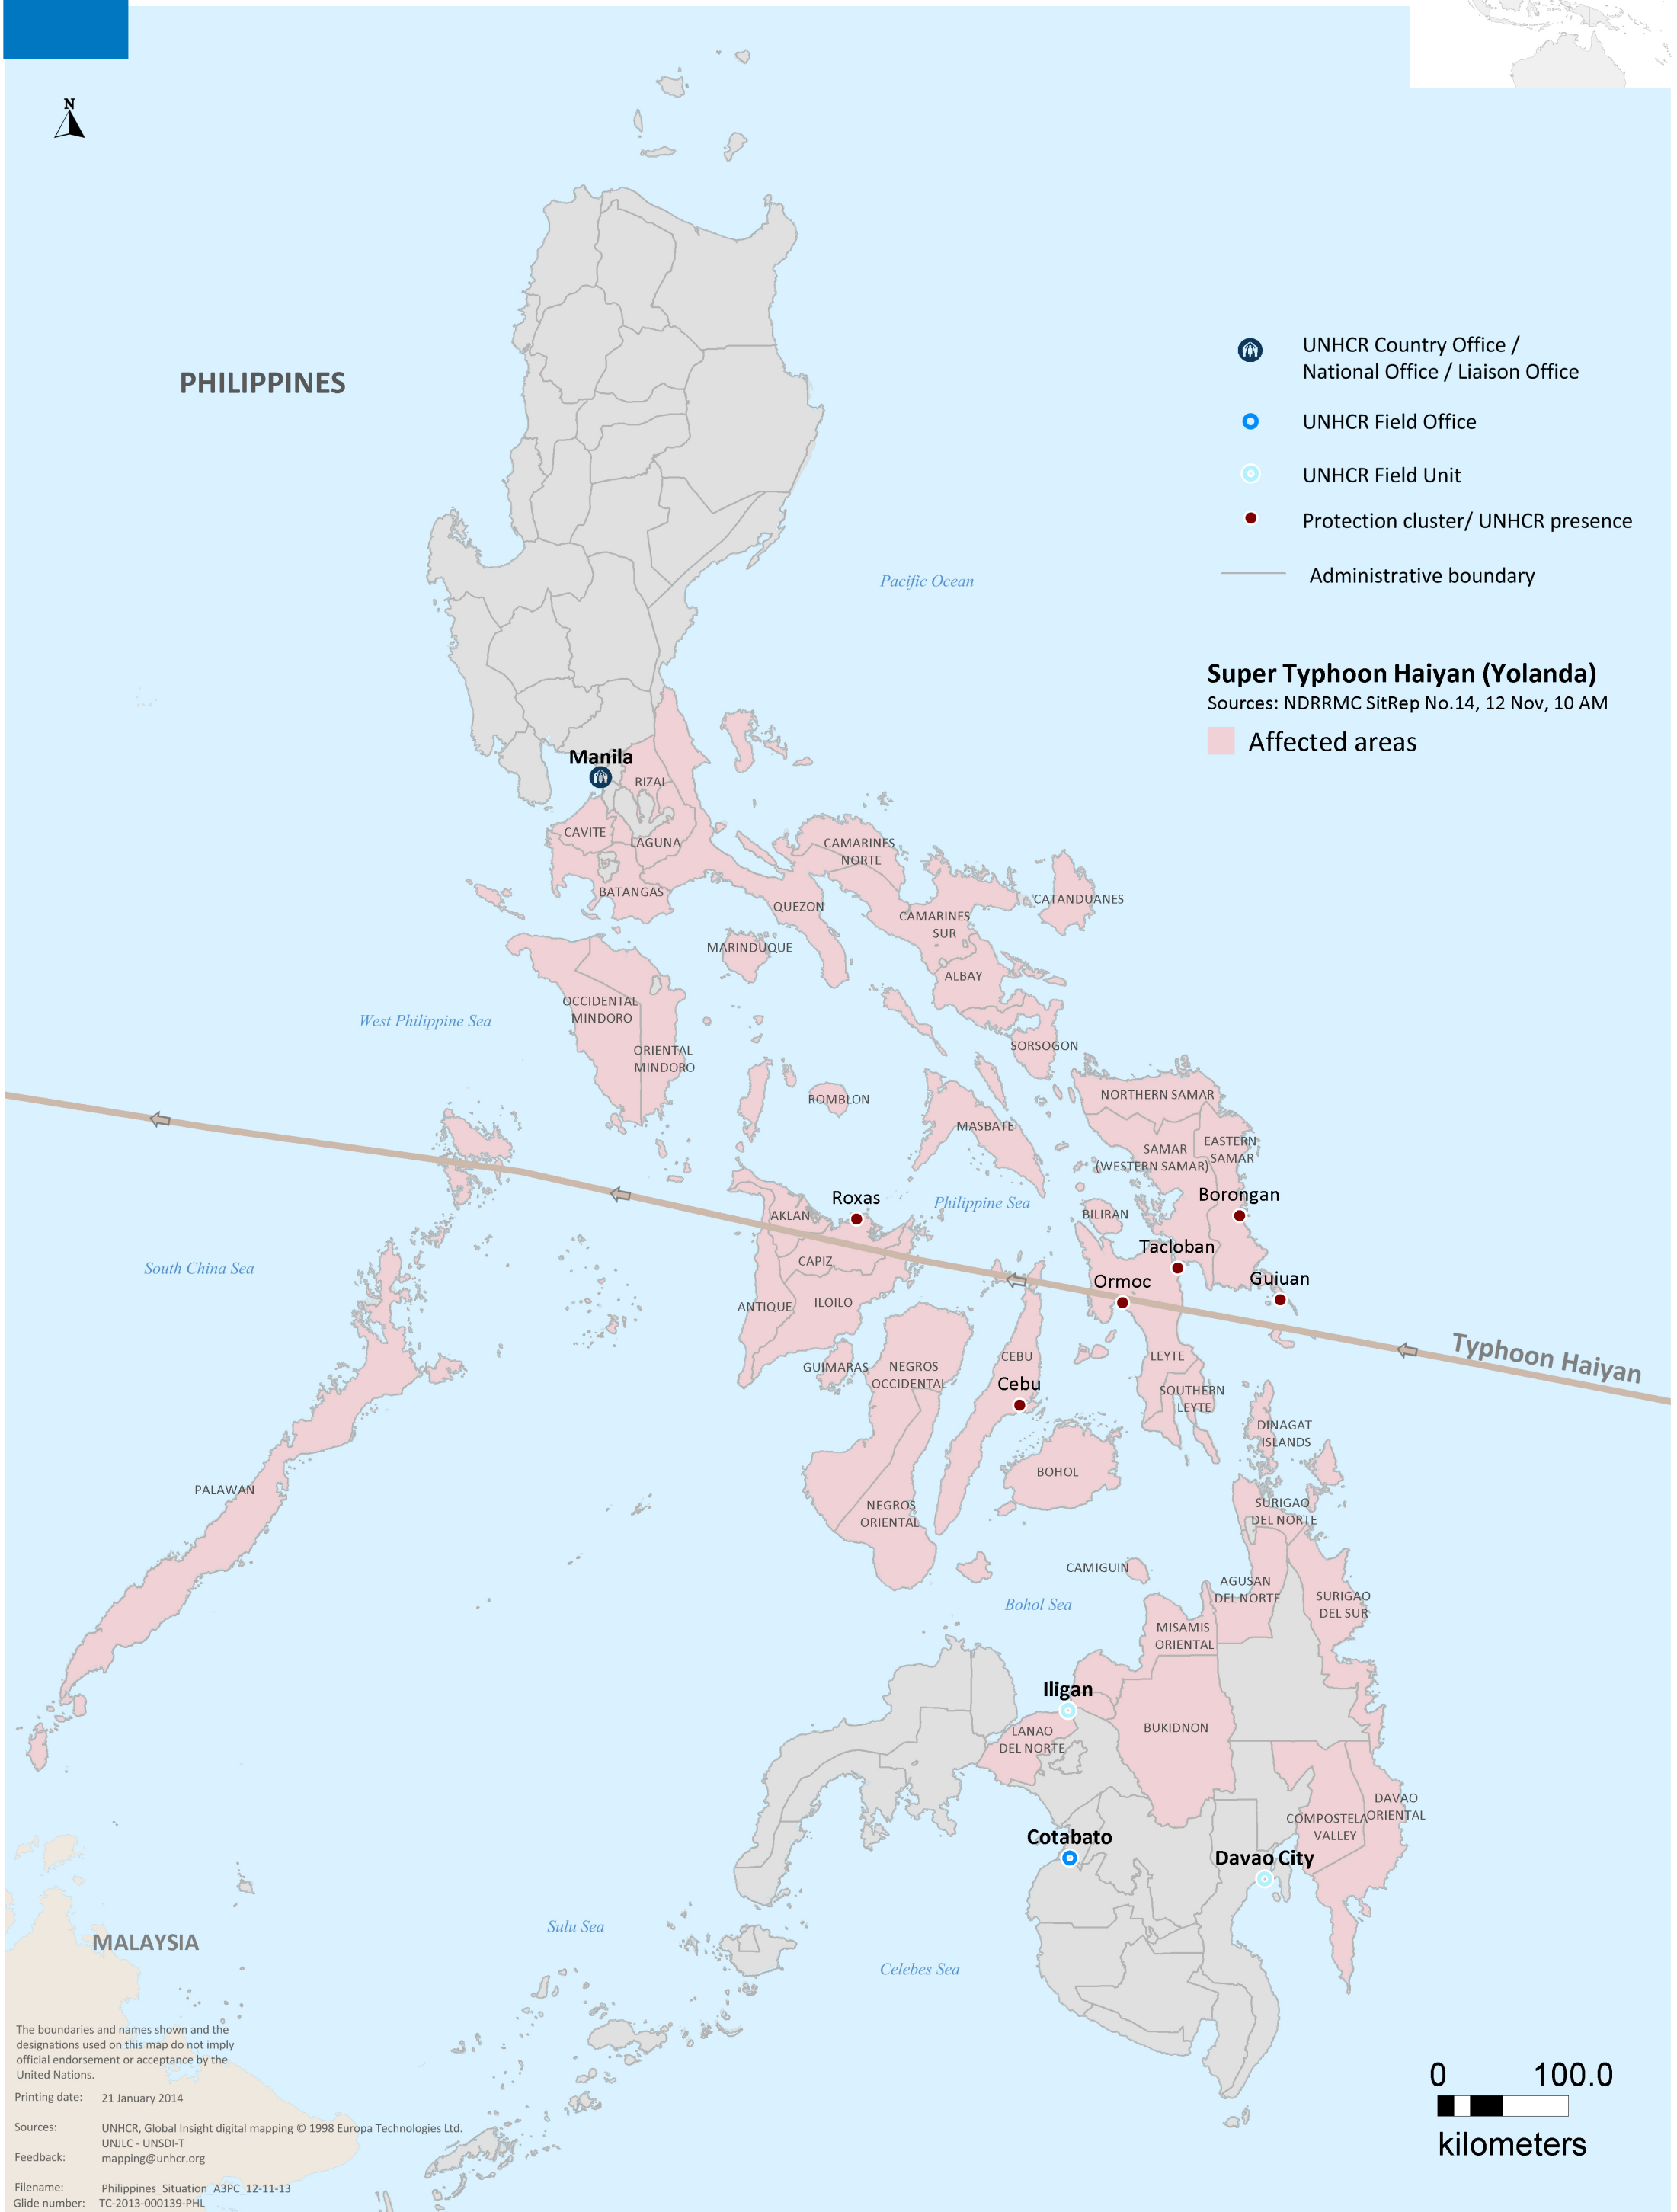 N
PHILIPPINES
UNHCR Country Office /
National Office / Liaison Office
UNHCR Field Office
UNHCR Field Unit
Protection cluster/ UNHCR presence
Administrative boundary
Pacific Ocean
Super Typhoon Haiyan (Yolanda)
Sources: NDRRMC SitRep No.14, 12 Nov, 10 AM
Affected areas
Manila
RIZAL
CAVITE
LAGUNA
CAMARINES
NORTE
BATANGAS
QUEZON
CATANDUANES
CAMARINES
SUR
MARINDUQUE
ALBAY
OCCIDENTAL
MINDORO
West Philippine Sea
ORIENTAL
MINDORO
SORSOGON
ROMBLON
NORTHERN SAMAR
MASBATE
SAMAR
(WESTERN SAMAR)
EASTERN
SAMAR
Roxas
Philippine Sea
Borongan
AKLAN
BILIRAN
Tacloban
CAPIZ
South China Sea
Ormoc
Guiuan
ANTIQUE
ILOILO
Typhoon Haiyan
GUIMARAS
NEGROS
OCCIDENTAL
CEBU
Cebu
LEYTE
SOUTHERN
LEYTE
DINAGAT
ISLANDS
BOHOL
PALAWAN
NEGROS
ORIENTAL
SURIGAO
DEL NORTE
CAMIGUIN
AGUSAN
DEL NORTE
SURIGAO
DEL SUR
Bohol Sea
MISAMIS
ORIENTAL
Iligan
LANAO
DEL NORTE
BUKIDNON
DAVAO
ORIENTAL
COMPOSTELA
VALLEY
Cotabato
Davao City
Sulu Sea
MALAYSIA
Celebes Sea
The boundaries and names shown and the
designations used on this map do not imply
official endorsement or acceptance by the
United Nations.
Printing date: 21 January 2014
Sources: UNHCR, Global Insight digital mapping © 1998 Europa Technologies Ltd.
UNJLC - UNSDI-T
Feedback: mapping@unhcr.org
Filename: Philippines_Situation_A3PC_12-11-13
Glide number: TC-2013-000139-PHL
0 100.0
kilometers